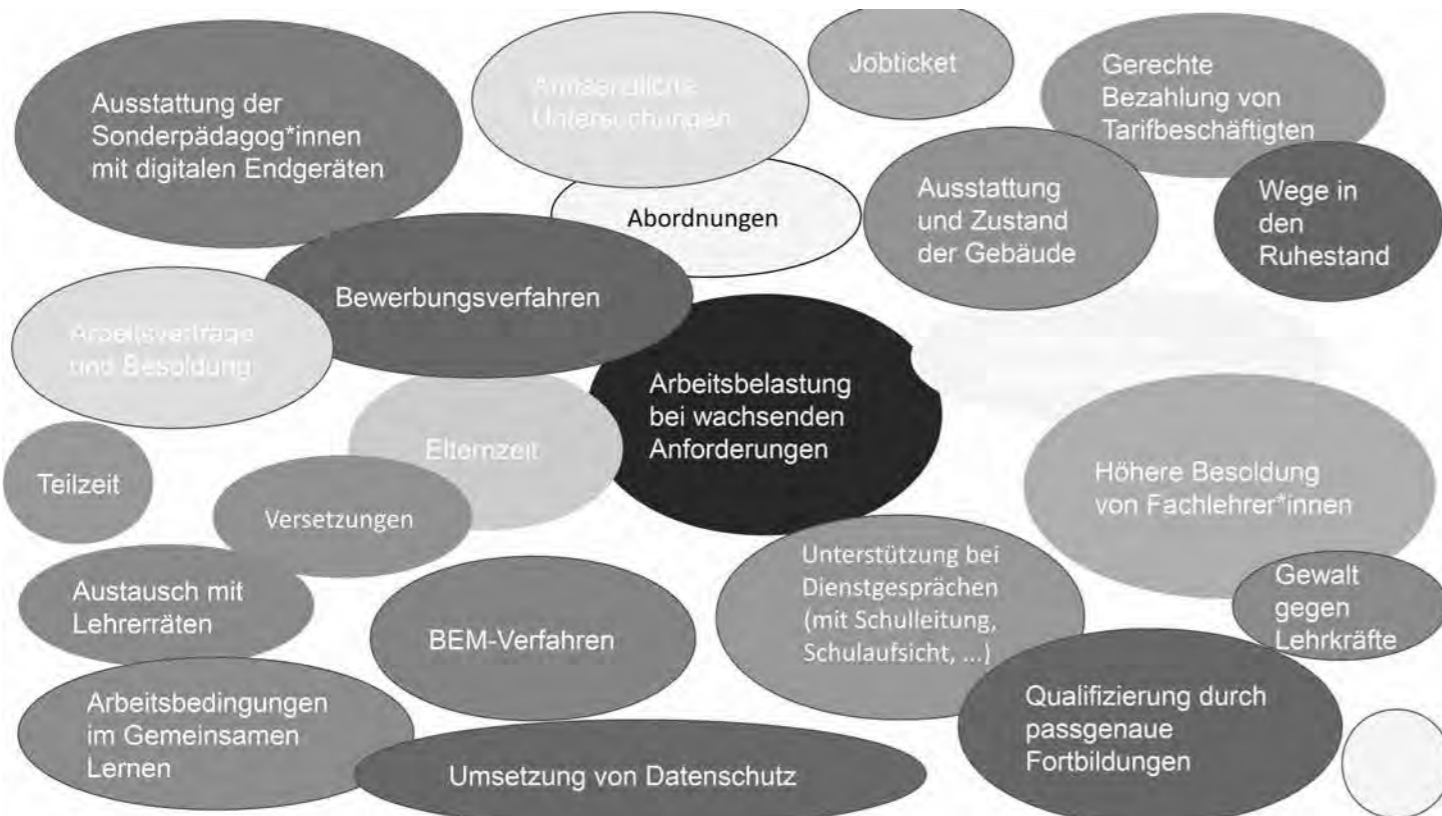 Ausstattung der
Sonderpädagog*innen
mit digitalen Endgeräten
Amtsärztliche
Untersuchungen
Jobticket
Gerechte
Bezahlung von
Tarifbeschäftigten
Abordnungen
Ausstattung
und Zustand
der Gebäude
Wege in
den
Ruhestand
Bewerbungsverfahren
Arbeitsverträge
und Besoldung
Arbeitsbelastung
bei wachsenden
Anforderungen
Elternzeit
Teilzeit
Versetzungen
Höhere Besoldung
von Fachlehrer*innen
Austausch mit
Lehrerräten
BEM-Verfahren
Unterstützung bei
Dienstgesprächen
(mit Schulleitung,
Schulaufsicht, ...)
Gewalt
gegen
Lehrkräfte
Arbeitsbedingungen
im Gemeinsamen
Lernen
Umsetzung von Datenschutz
Qualifizierung durch
passgenaue
Fortbildungen